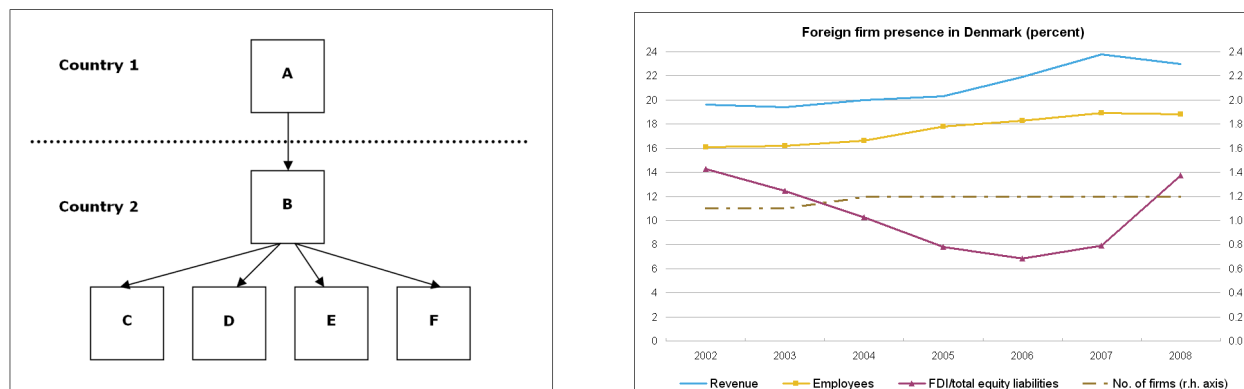 Country 1
A
Country 2
B
C D E F
Foreign firm presence in Denmark (percent)
24 2.4
22 2.2
20 2.0
18 1.8
16 1.6
14 1.4
12 1.2
10 1.0
8 0.8
6 0.6
4 0.4
2 0.2
0 0.0
2002 2003 2004 2005 2006 2007 2008
Revenue Employees FDI/total equity liabilities No. of firms (r.h. axis)